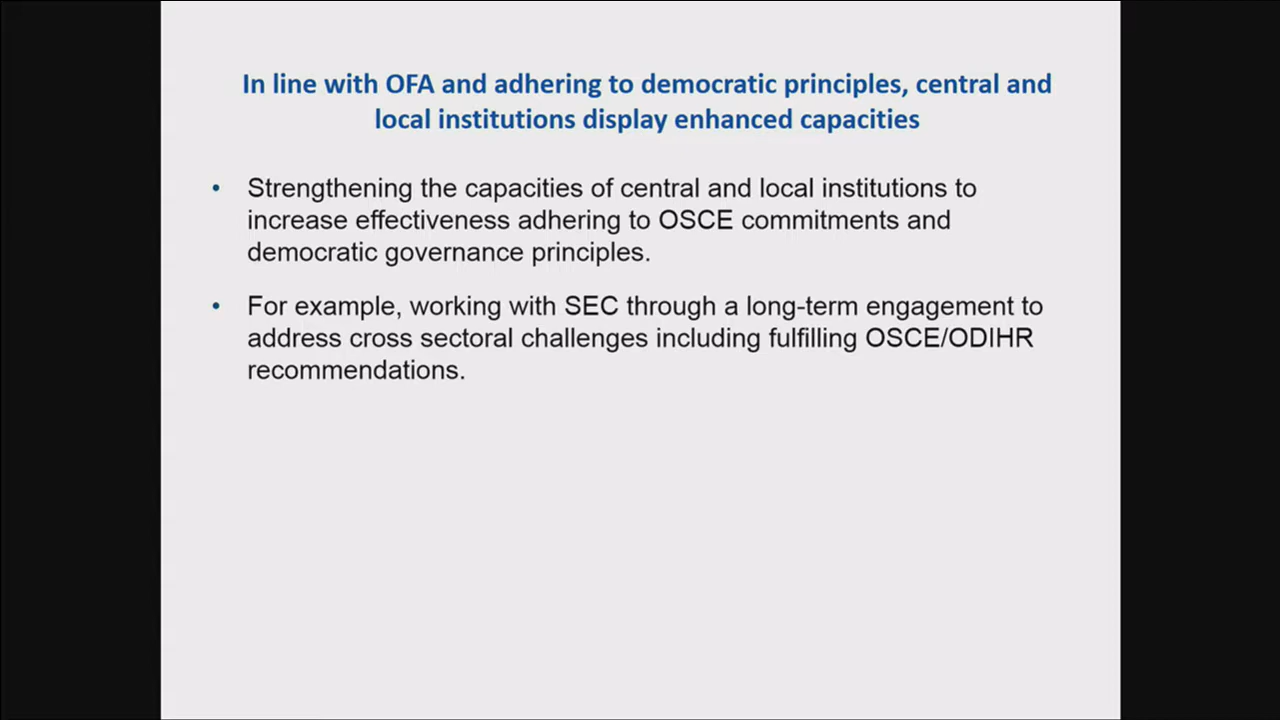 In line with OFA and adhering to democratic principles, central and
local institutions display enhanced capacities
• Strengthening the capacities of central and local institutions to
increase effectiveness adhering to OSCE commitments and
democratic governance principles.
• For example, working with SEC through a long-term engagement to
address cross sectoral challenges including fulfilling OSCE/ODIHR
recommendations.